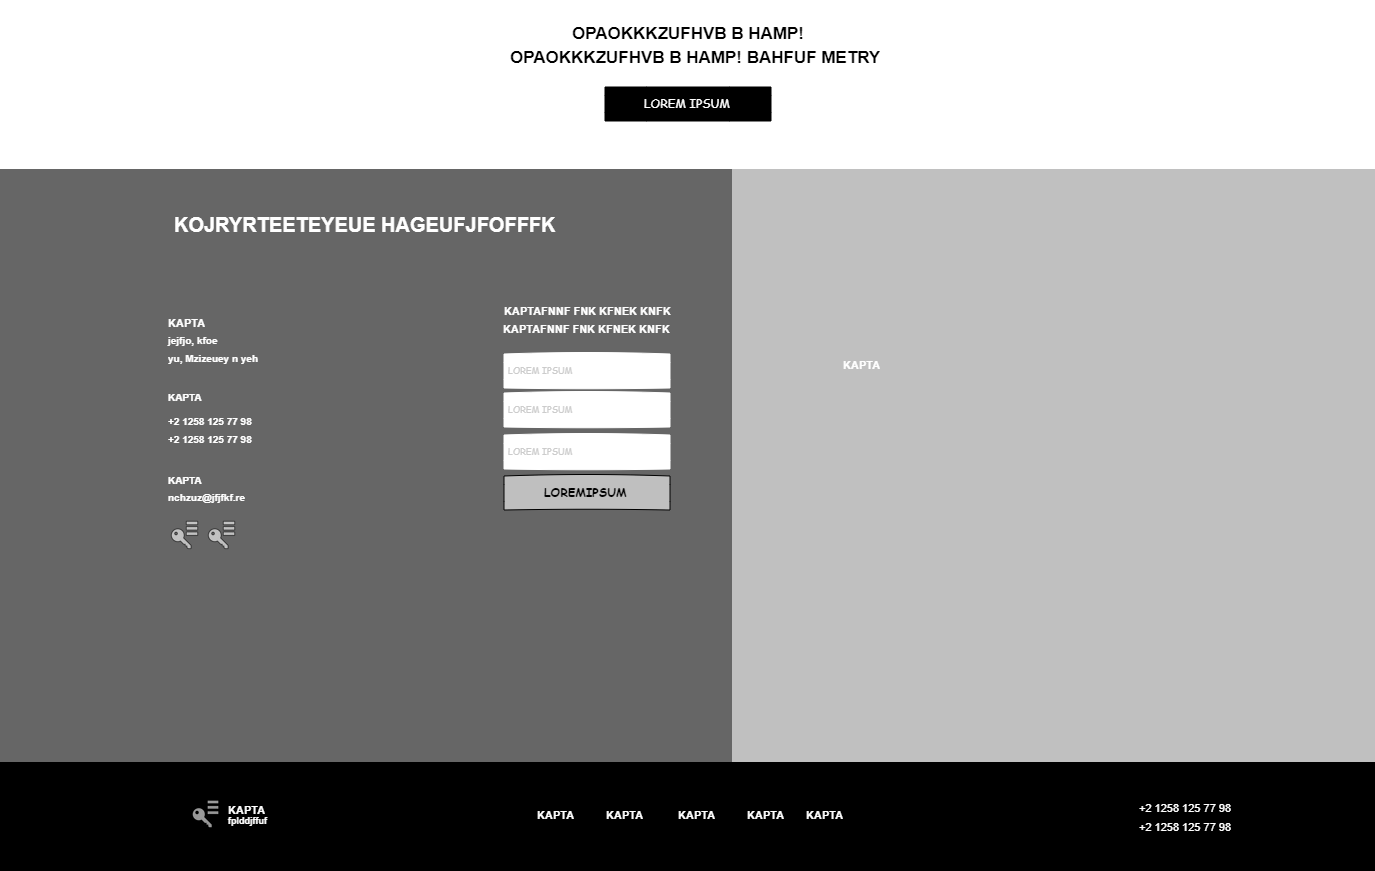 OPAOKKKZUFHVB B HAMP!
OPAOKKKZUFHVB B HAMP! BAHFUF METRY
LOREM IPSUM
KOJRYRTEETEYEUE HAGEUFJFOFFFK
KAPTA
jejfjo, kfoe
yu, Mzizeuey n yeh
KAPTA
+2 1258 125 77 98
+2 1258 125 77 98
KAPTA
nchzuz@jfjfkf.re
KAPTAFNNF FNK KFNEK KNFK
KAPTAFNNF FNK KFNEK KNFK
LOREM IPSUM
LOREM IPSUM
LOREM IPSUM
LOREMIPSUM
KAPTA
KAPTA
fplddjffuf
KAPTA KAPTA KAPTA KAPTA KAPTA
+2 1258 125 77 98
+2 1258 125 77 98